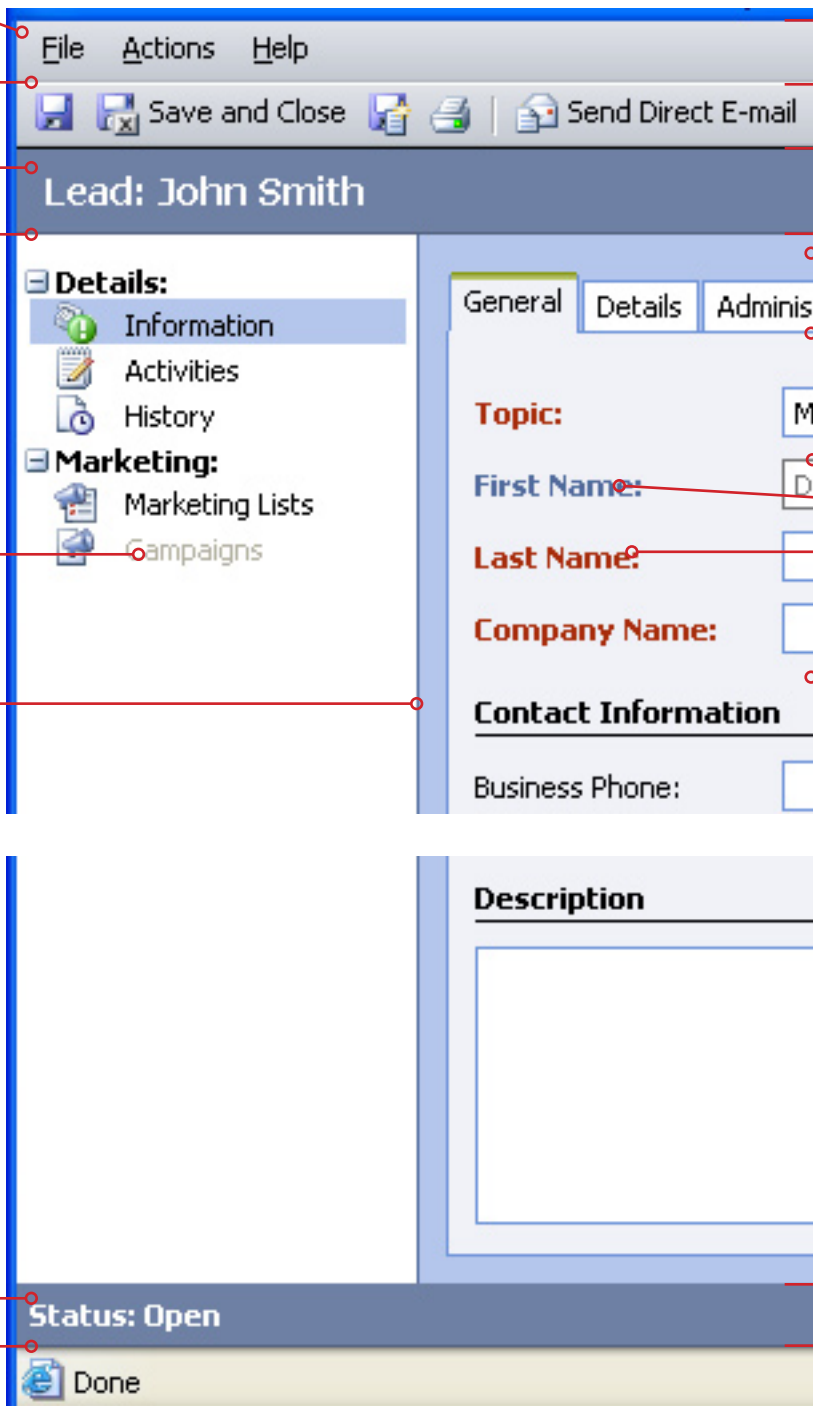 File Actions Help
Save and Close Send Direct E-mail
Lead: John Smith
Details:
Information
Activities
History
Marketing:
Marketing Lists
Campaigns
General Details Adminis
Topic: M
First Name: D
Last Name:
Company Name:
Contact Information
Business Phone:
Description
Status: Open
Done